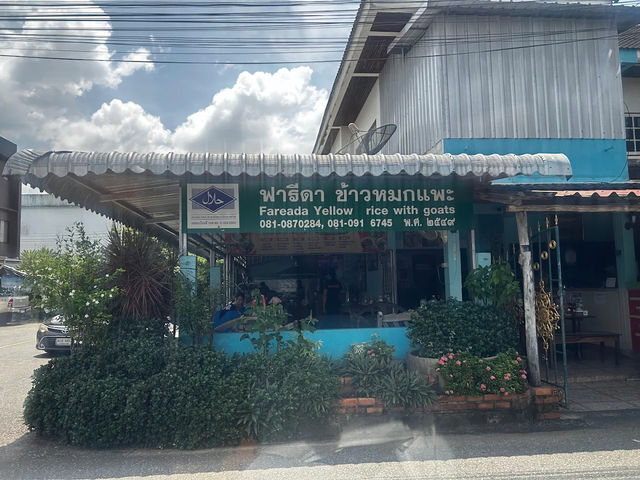 حلال
ฟารีดา ข้าวหมกแพะ
Fareada Yellow rice with goats
081-0870284, 081-091 6745 พ.ศ. ๒๕๔๙